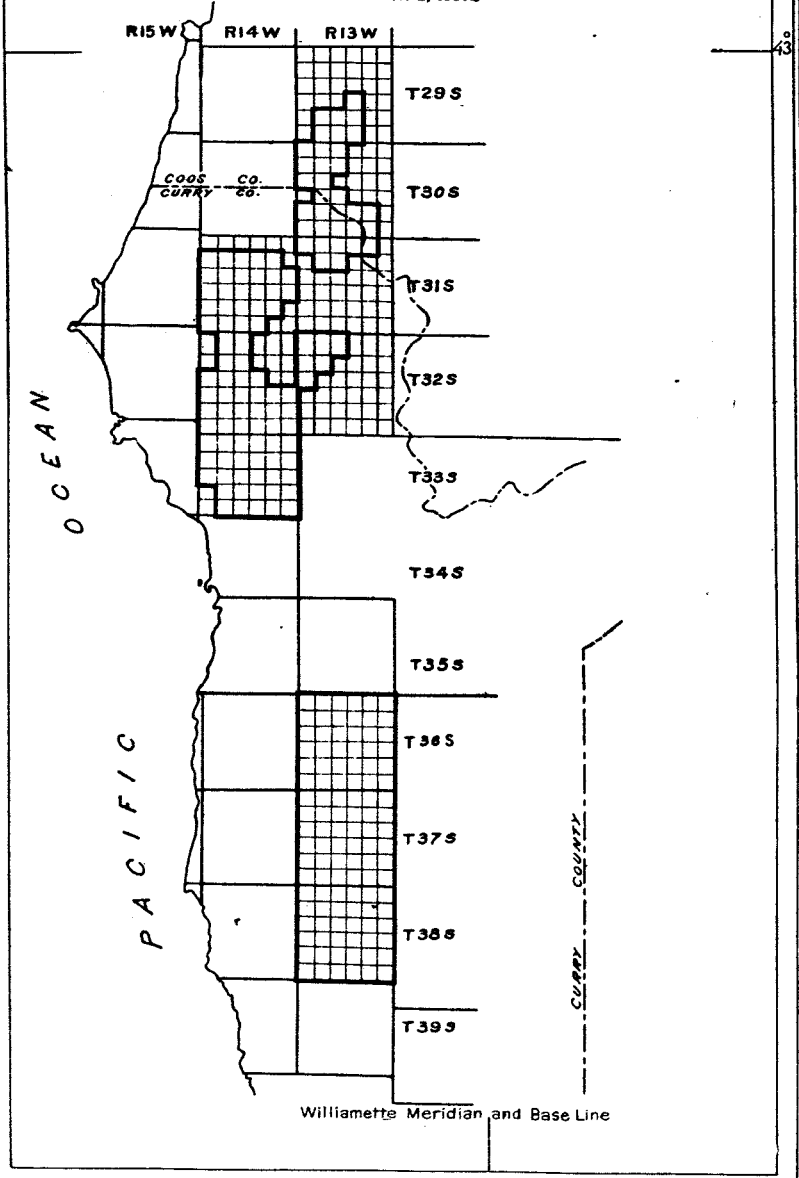 R15W R14W R13W
43°
T29S
COOS CO.
CURRY CO.
T30S
T31S
T32S
T33S
T34S
T35S
T36S
T37S
T38S
T39S
PACIFIC OCEAN
CURRY COUNTY
Williamette Meridian and Base Line